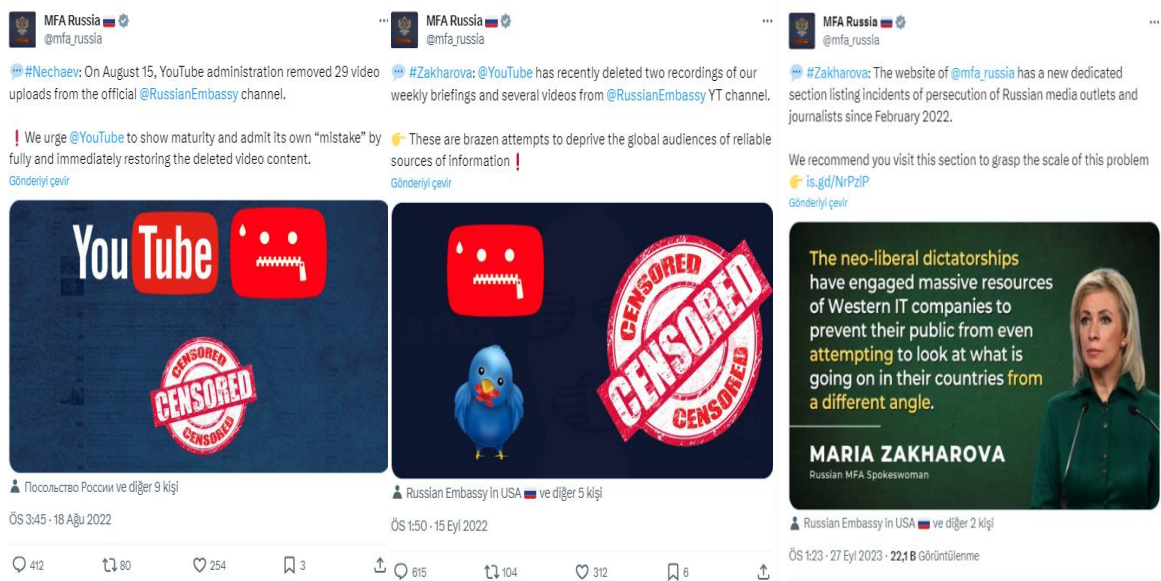 MFA Russia
@mfa_russia
#Nechaev: On August 15, YouTube administration removed 29 video
uploads from the official @RussianEmbassy channel.
We urge @YouTube to show maturity and admit its own “mistake” by
fully and immediately restoring the deleted video content.
Gönderiyi çevir
YouTube
CENSORED
CENSORED
CENSORED
Посольство России ve diğer 9 kişi
ÖS 3:45 · 18 Ağu 2022
412
80
254
3
MFA Russia
@mfa_russia
#Zakharova: @YouTube has recently deleted two recordings of our
weekly briefings and several videos from @RussianEmbassy YT channel.
These are brazen attempts to deprive the global audiences of reliable
sources of information
Gönderiyi çevir
CENSORED
CENSORED
CENSORED
Russian Embassy in USA ve diğer 5 kişi
ÖS 1:50 · 15 Eyl 2022
615
104
312
6
MFA Russia
@mfa_russia
#Zakharova: The website of @mfa_russia has a new dedicated
section listing incidents of persecution of Russian media outlets and
journalists since February 2022.
We recommend you visit this section to grasp the scale of this problem
is.gd/NrPzlP
Gönderiyi çevir
The neo-liberal dictatorships
have engaged massive resources
of Western IT companies to
prevent their public from even
attempting to look at what is
going on in their countries from
a different angle.
MARIA ZAKHAROVA
Russian MFA Spokeswoman
Russian Embassy in USA ve diğer 2 kişi
ÖS 1:23 · 27 Eyl 2023 · 22,1 B Görüntülenme